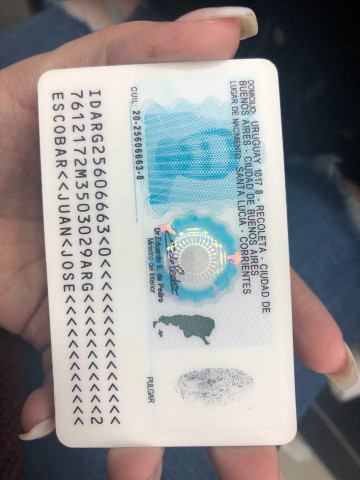 DOMICILIO: URUGUAY 1017 8 - RECOLETA - CIUDAD DE
BUENOS AIRES - CIUDAD DE BUENOS AIRES
LUGAR DE NACIMIENTO: SANTA LUCIA - CORRIENTES
CUIL: 20-25606663-8
Dr. Eduardo E. de Pedro
Ministro del Interior
PULGAR
IDARG25606663<0<<<<<<<<<<<<<<<
7612172M3503029ARG<<<<<<<<<<<2
ESCOBAR<<JUAN<JOSE<<<<<<<<<<<<